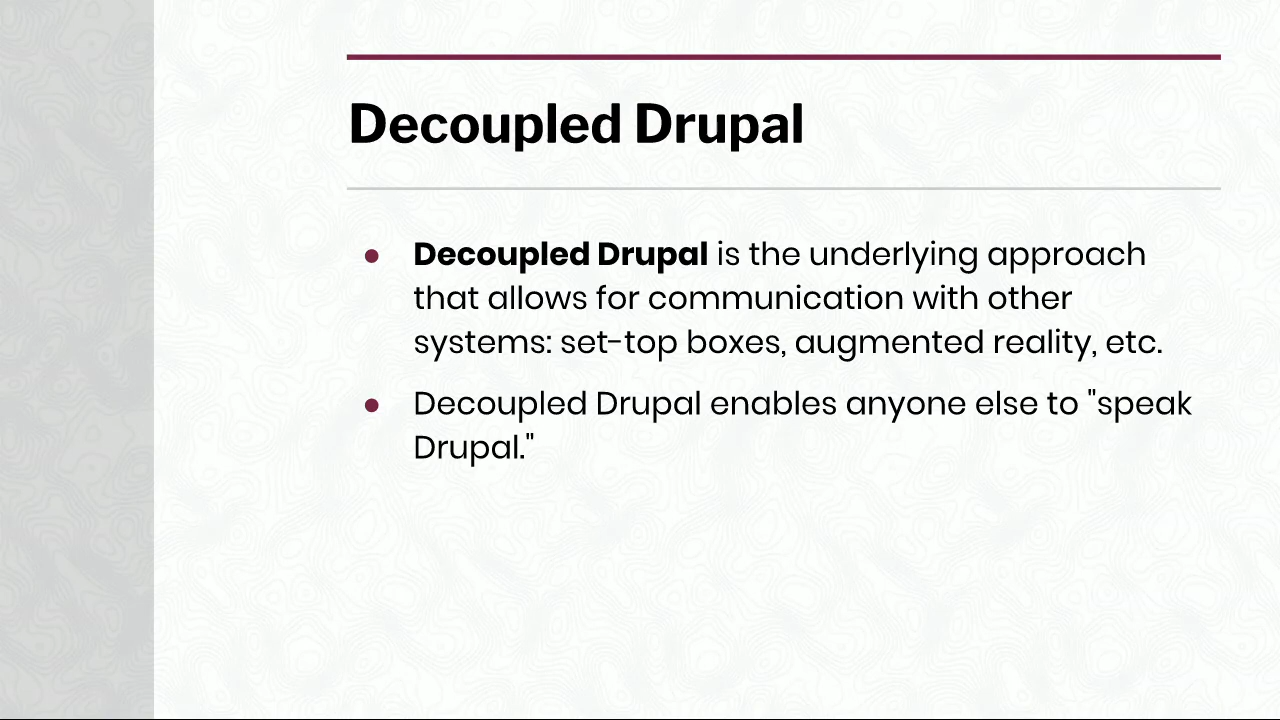 Decoupled Drupal
● Decoupled Drupal is the underlying approach
that allows for communication with other
systems: set-top boxes, augmented reality, etc.
● Decoupled Drupal enables anyone else to "speak
Drupal."